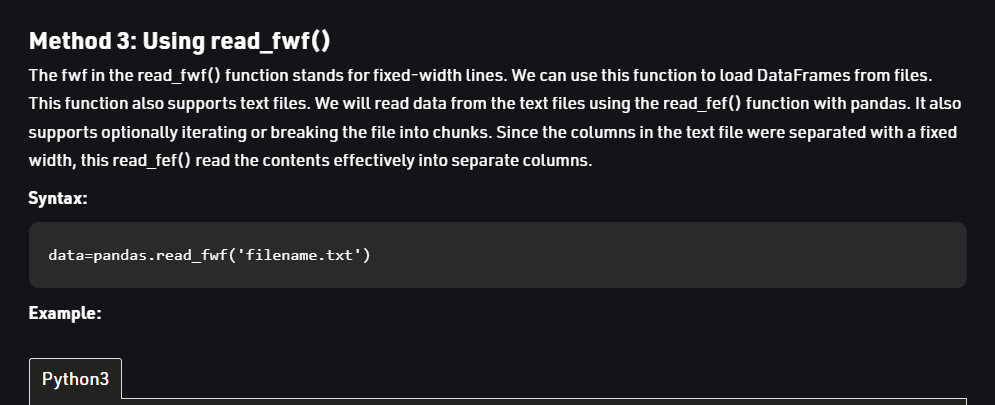 Method 3: Using read_fwf()
The fwf in the read_fwf() function stands for fixed-width lines. We can use this function to load DataFrames from files.
This function also supports text files. We will read data from the text files using the read_fef() function with pandas. It also
supports optionally iterating or breaking the file into chunks. Since the columns in the text file were separated with a fixed
width, this read_fef() read the contents effectively into separate columns.
Syntax:
data=pandas.read_fwf('filename.txt')
Example:
Python3